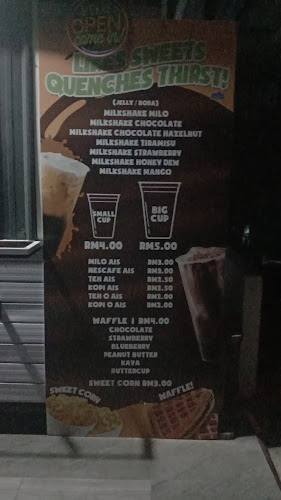 OPEN
come in!
LIKES SWEETS
QUENCHES THIRST!
(JELLY / BOBA)
MILKSHAKE MILO
MILKSHAKE CHOCOLATE
MILKSHAKE CHOCOLATE HAZELNUT
MILKSHAKE TIRAMISU
MILKSHAKE STRAWBERRY
MILKSHAKE HONEY DEW
MILKSHAKE MANGO
SMALL CUP
BIG CUP
RM4.00 RM5.00
MILO AIS RM3.00
NESCAFE AIS RM3.00
TEH AIS RM2.50
KOPI AIS RM2.50
TEH O AIS RM2.00
KOPI O AIS RM2.00
WAFFLE | RM4.00
CHOCOLATE
STRAWBERRY
BLUEBERRY
PEANUT BUTTER
KAYA
BUTTERCUP
SWEET CORN RM3.00
SWEET CORN
WAFFLE!